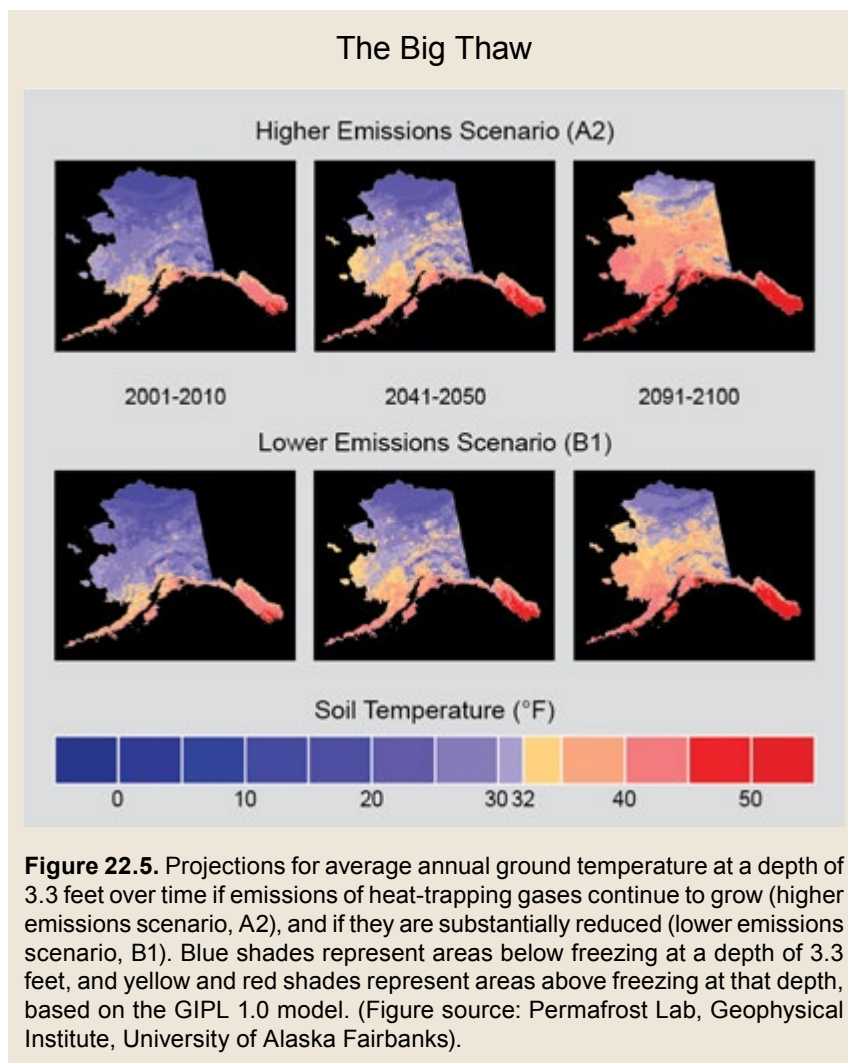 The Big Thaw
Higher Emissions Scenario (A2)
2001-2010 2041-2050 2091-2100
Lower Emissions Scenario (B1)
Soil Temperature (°F)
0 10 20 30 32 40 50
Figure 22.5. Projections for average annual ground temperature at a depth of
3.3 feet over time if emissions of heat-trapping gases continue to grow (higher
emissions scenario, A2), and if they are substantially reduced (lower emissions
scenario, B1). Blue shades represent areas below freezing at a depth of 3.3
feet, and yellow and red shades represent areas above freezing at that depth,
based on the GIPL 1.0 model. (Figure source: Permafrost Lab, Geophysical
Institute, University of Alaska Fairbanks).